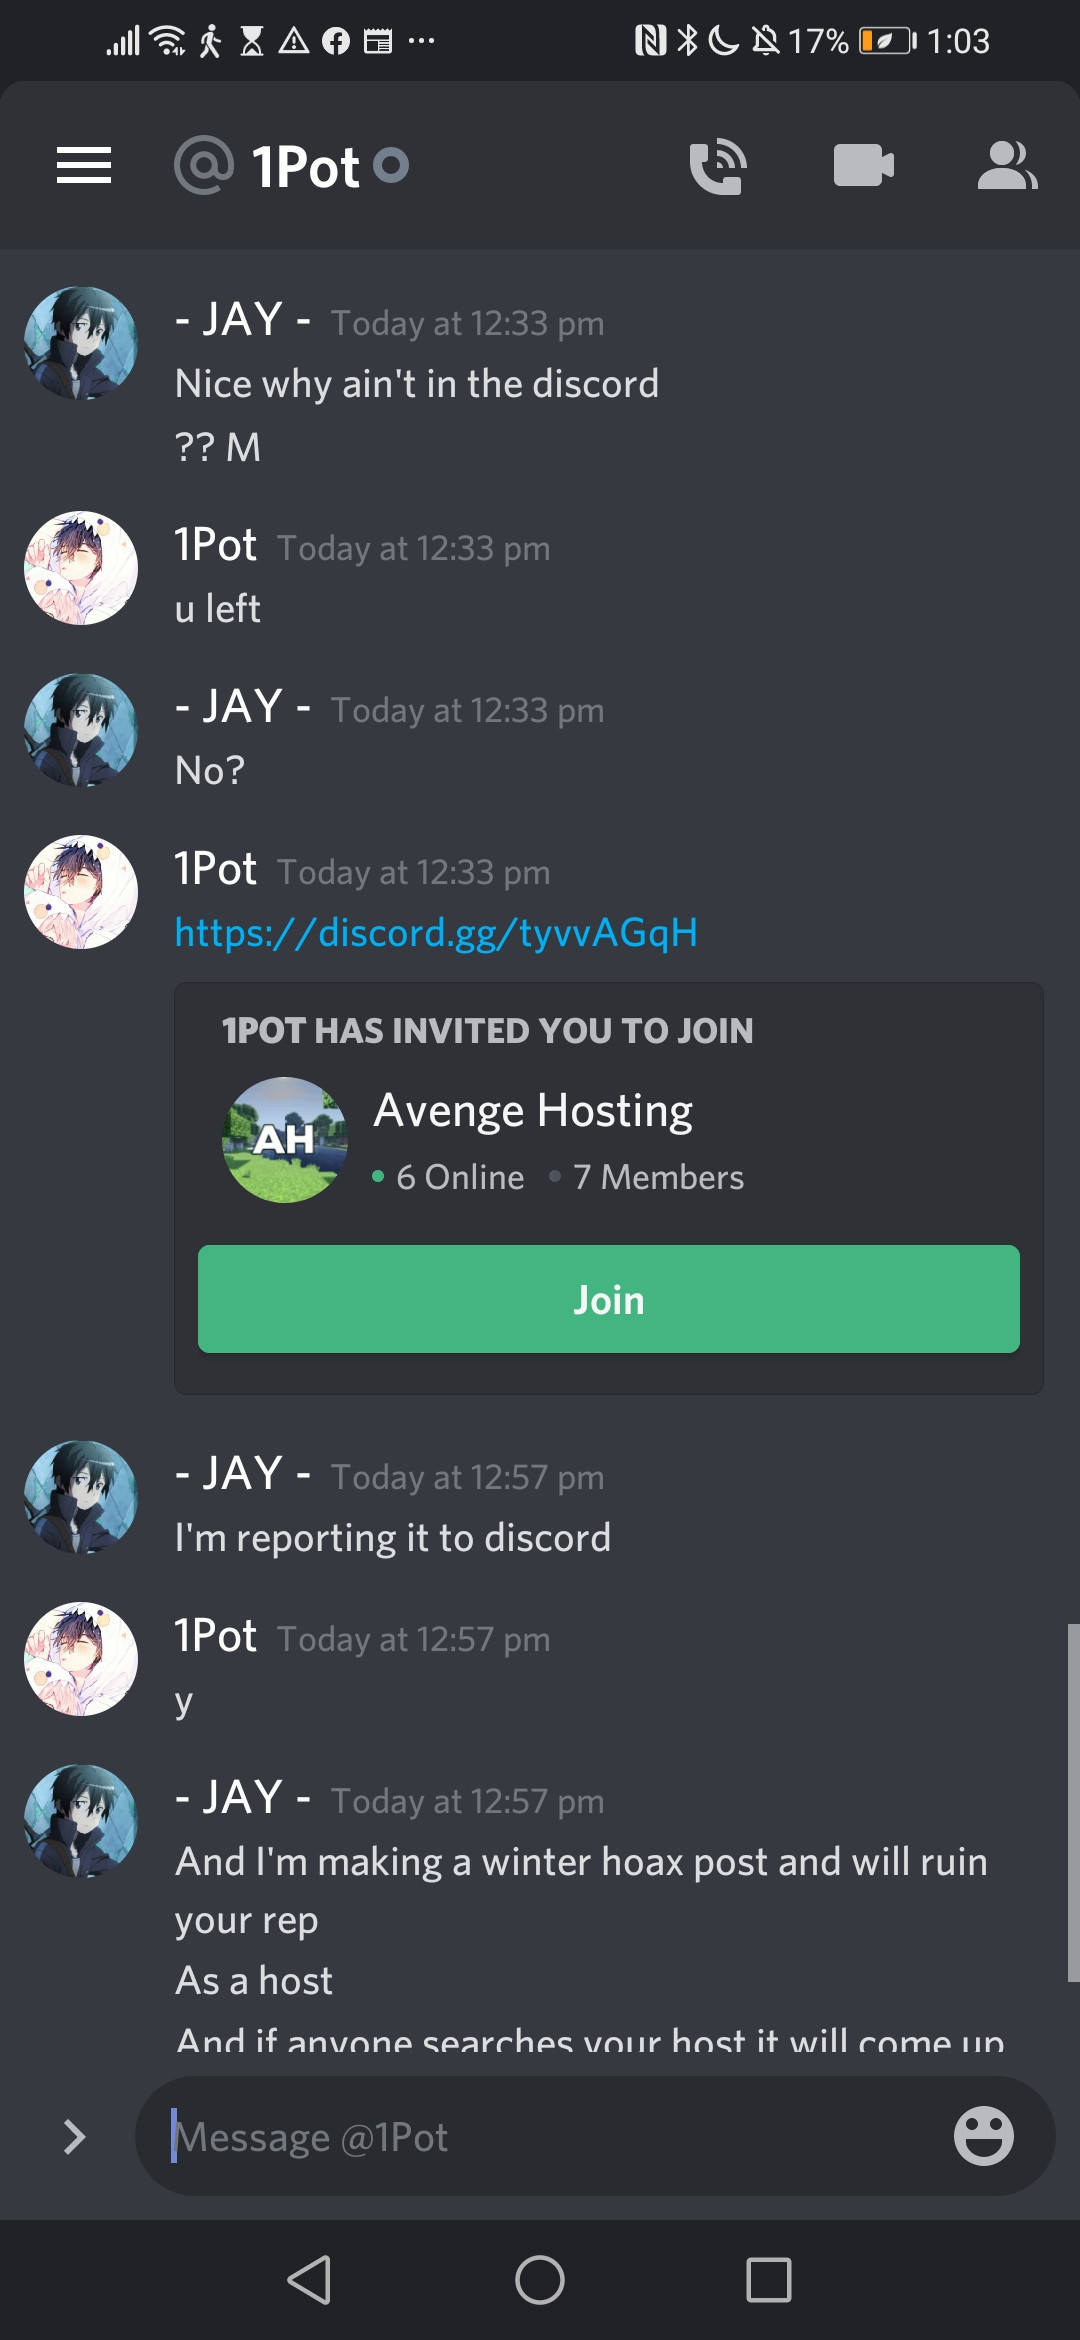 17% 1:03
@ 1Pot
- JAY - Today at 12:33 pm
Nice why ain't in the discord
?? M
1Pot Today at 12:33 pm
u left
- JAY - Today at 12:33 pm
No?
1Pot Today at 12:33 pm
https://discord.gg/tyvvAGqH
1POT HAS INVITED YOU TO JOIN
AH
Avenge Hosting
6 Online 7 Members
Join
- JAY - Today at 12:57 pm
I'm reporting it to discord
1Pot Today at 12:57 pm
y
- JAY - Today at 12:57 pm
And I'm making a winter hoax post and will ruin
your rep
As a host
And if anyone searches your host it will come up
Message @1Pot